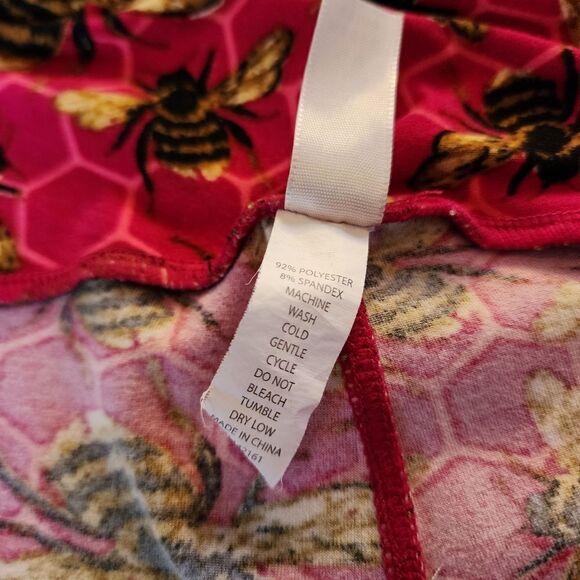 92% POLYESTER
8% SPANDEX
MACHINE
WASH
COLD
GENTLE
CYCLE
DO NOT
BLEACH
TUMBLE
DRY LOW
MADE IN CHINA